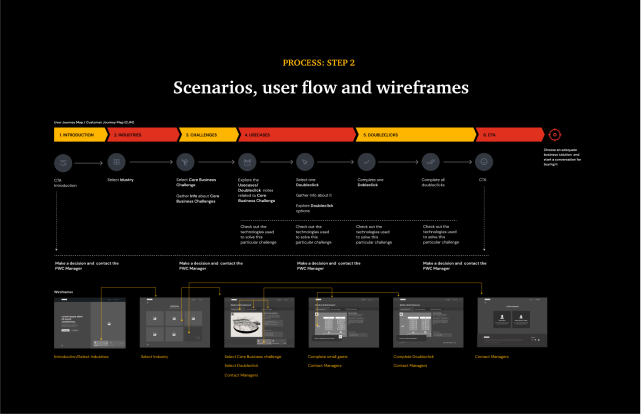 PROCESS: STEP 2
Scenarios, user flow and wireframes
User Journey Map / Customer Journey Map (CJM)
1. INTRODUCTION
2. INDUSTRIES
3. CHALLENGES
4. USECASES
5. DOUBLECLICKS
6. CTA
Choose an adequate
business solution and
start a conversation for
buying it
CTA
Introduction
Select Idustry
Select Core Business
Challenge
Gather Info about Core
Business Challenges
Explore the
Usecases/
Doubleclick notes
related to Core
Business Challenge
Select one
Doubleclick
Gather info about it
Explore Doubleclick
options
Complete one
Dobleclick
Complete all
doubleclicks
CTA
Check out the
technologies used
to solve this
particular challenge
Check out the
technologies used
to solve this
particular challenge
Check out the
technologies used
to solve this
particular challenge
Check out the
technologies used
to solve this
particular challenge
Make a decision and contact the
PWC Manager
Make a decision and contact the
PWC Manager
Make a decision and contact the
PWC Manager
Make a decision and contact the
PWC Manager
Wireframes
Introduction/Select Industries
Select Industry
Select Core Business challenge
Select Doubleclick
Contact Managers
Complete small game
Contact Managers
Complete Doubleclick
Contact Managers
Contact Managers